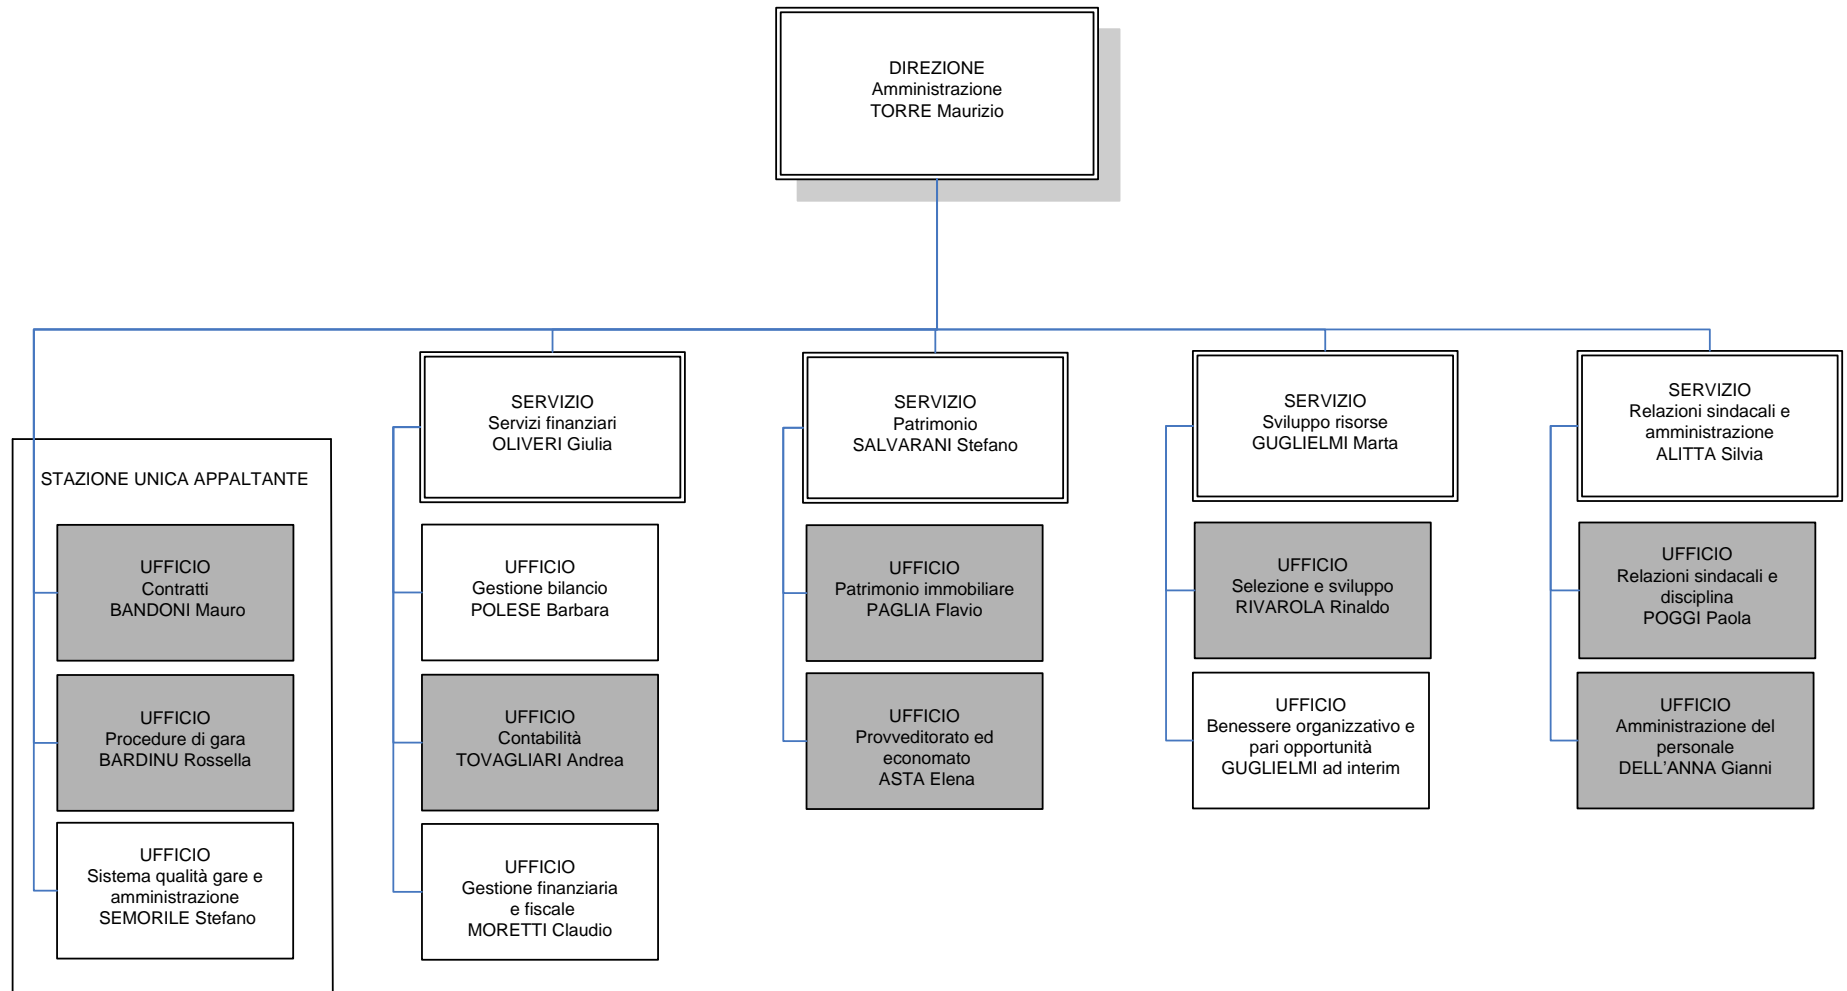 DIREZIONE
Amministrazione
TORRE Maurizio
STAZIONE UNICA APPALTANTE
UFFICIO
Contratti
BANDONI Mauro
UFFICIO
Procedure di gara
BARDINU Rossella
UFFICIO
Sistema qualità gare e
amministrazione
SEMORILE Stefano
SERVIZIO
Servizi finanziari
OLIVERI Giulia
UFFICIO
Gestione bilancio
POLESE Barbara
UFFICIO
Contabilità
TOVAGLIARI Andrea
UFFICIO
Gestione finanziaria
e fiscale
MORETTI Claudio
SERVIZIO
Patrimonio
SALVARANI Stefano
UFFICIO
Patrimonio immobiliare
PAGLIA Flavio
UFFICIO
Provveditorato ed
economato
ASTA Elena
SERVIZIO
Sviluppo risorse
GUGLIELMI Marta
UFFICIO
Selezione e sviluppo
RIVAROLA Rinaldo
UFFICIO
Benessere organizzativo e
pari opportunità
GUGLIELMI ad interim
SERVIZIO
Relazioni sindacali e
amministrazione
ALITTA Silvia
UFFICIO
Relazioni sindacali e
disciplina
POGGI Paola
UFFICIO
Amministrazione del
personale
DELL’ANNA Gianni